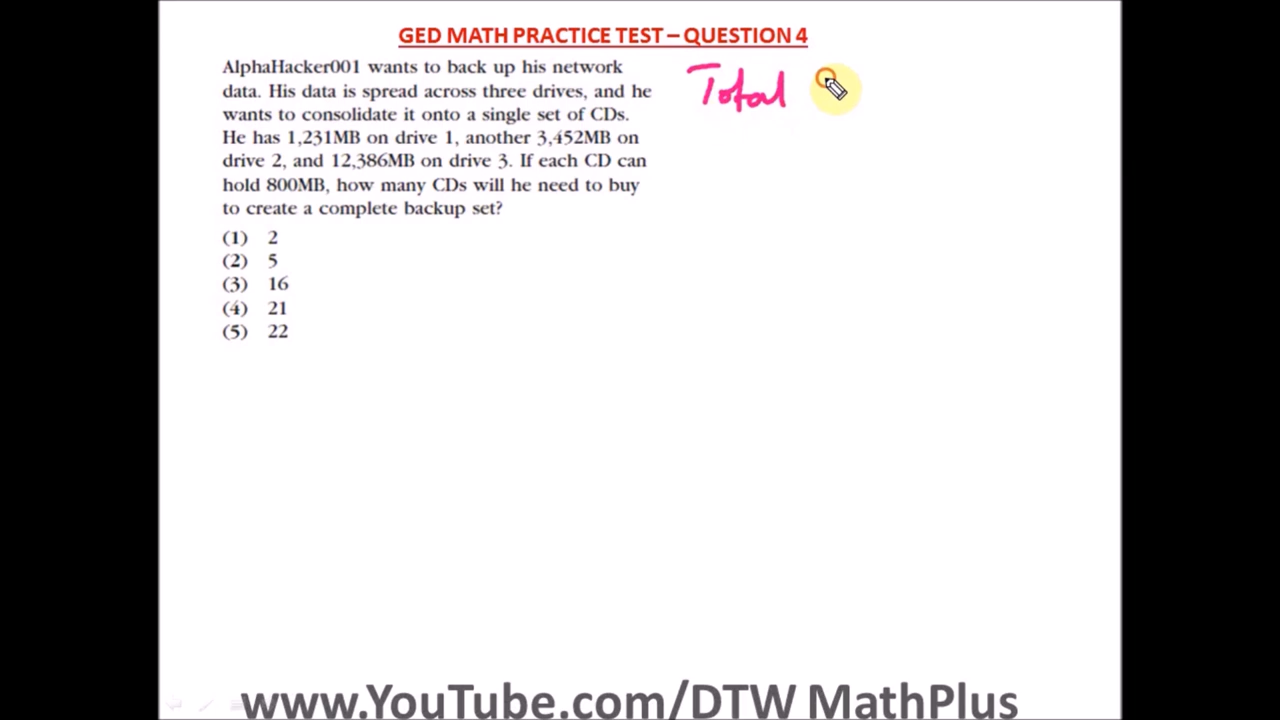 GED MATH PRACTICE TEST – QUESTION 4
AlphaHacker001 wants to back up his network
data. His data is spread across three drives, and he
wants to consolidate it onto a single set of CDs.
He has 1,231MB on drive 1, another 3,452MB on
drive 2, and 12,386MB on drive 3. If each CD can
hold 800MB, how many CDs will he need to buy
to create a complete backup set?
(1) 2
(2) 5
(3) 16
(4) 21
(5) 22
Total
www.YouTube.com/DTW MathPlus